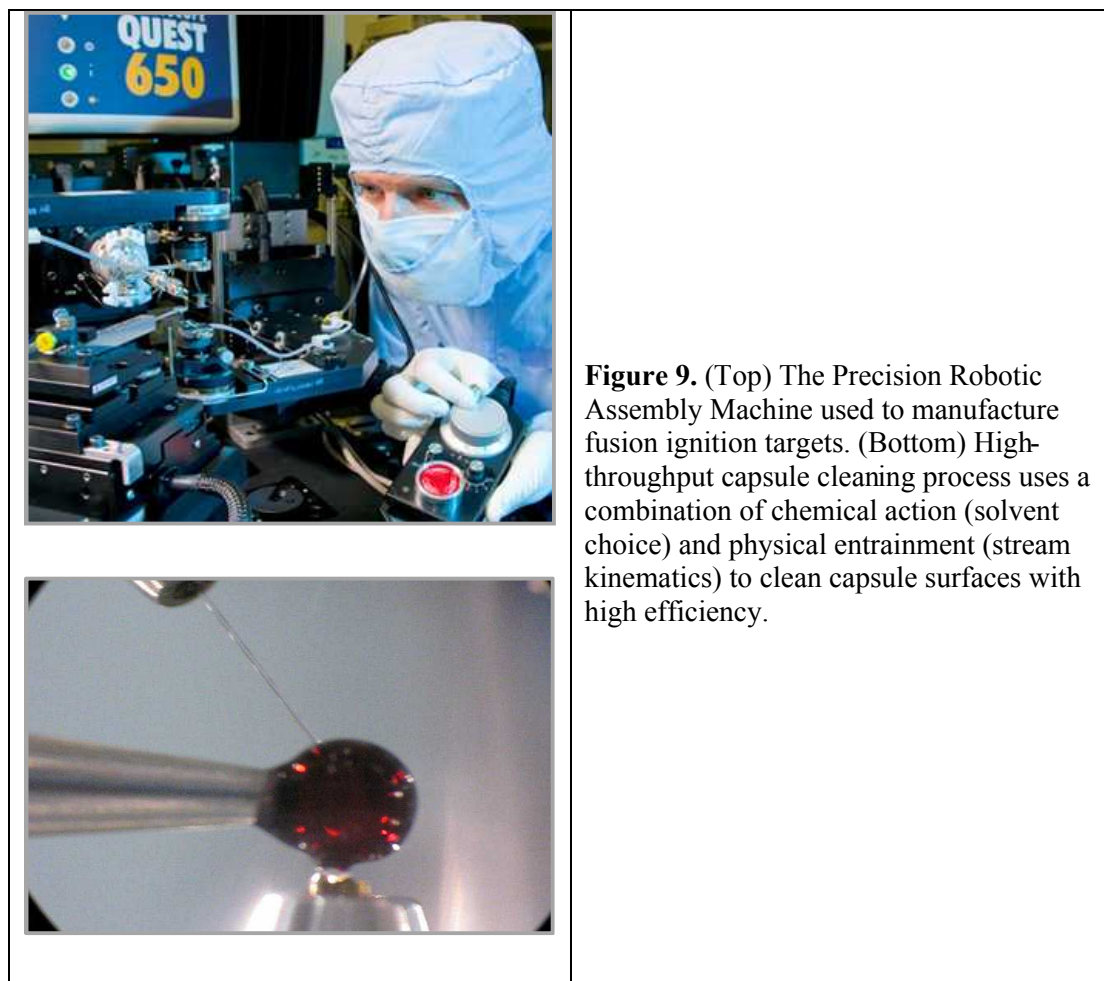 QUEST
650
Figure 9. (Top) The Precision Robotic
Assembly Machine used to manufacture
fusion ignition targets. (Bottom) High-
throughput capsule cleaning process uses a
combination of chemical action (solvent
choice) and physical entrainment (stream
kinematics) to clean capsule surfaces with
high efficiency.